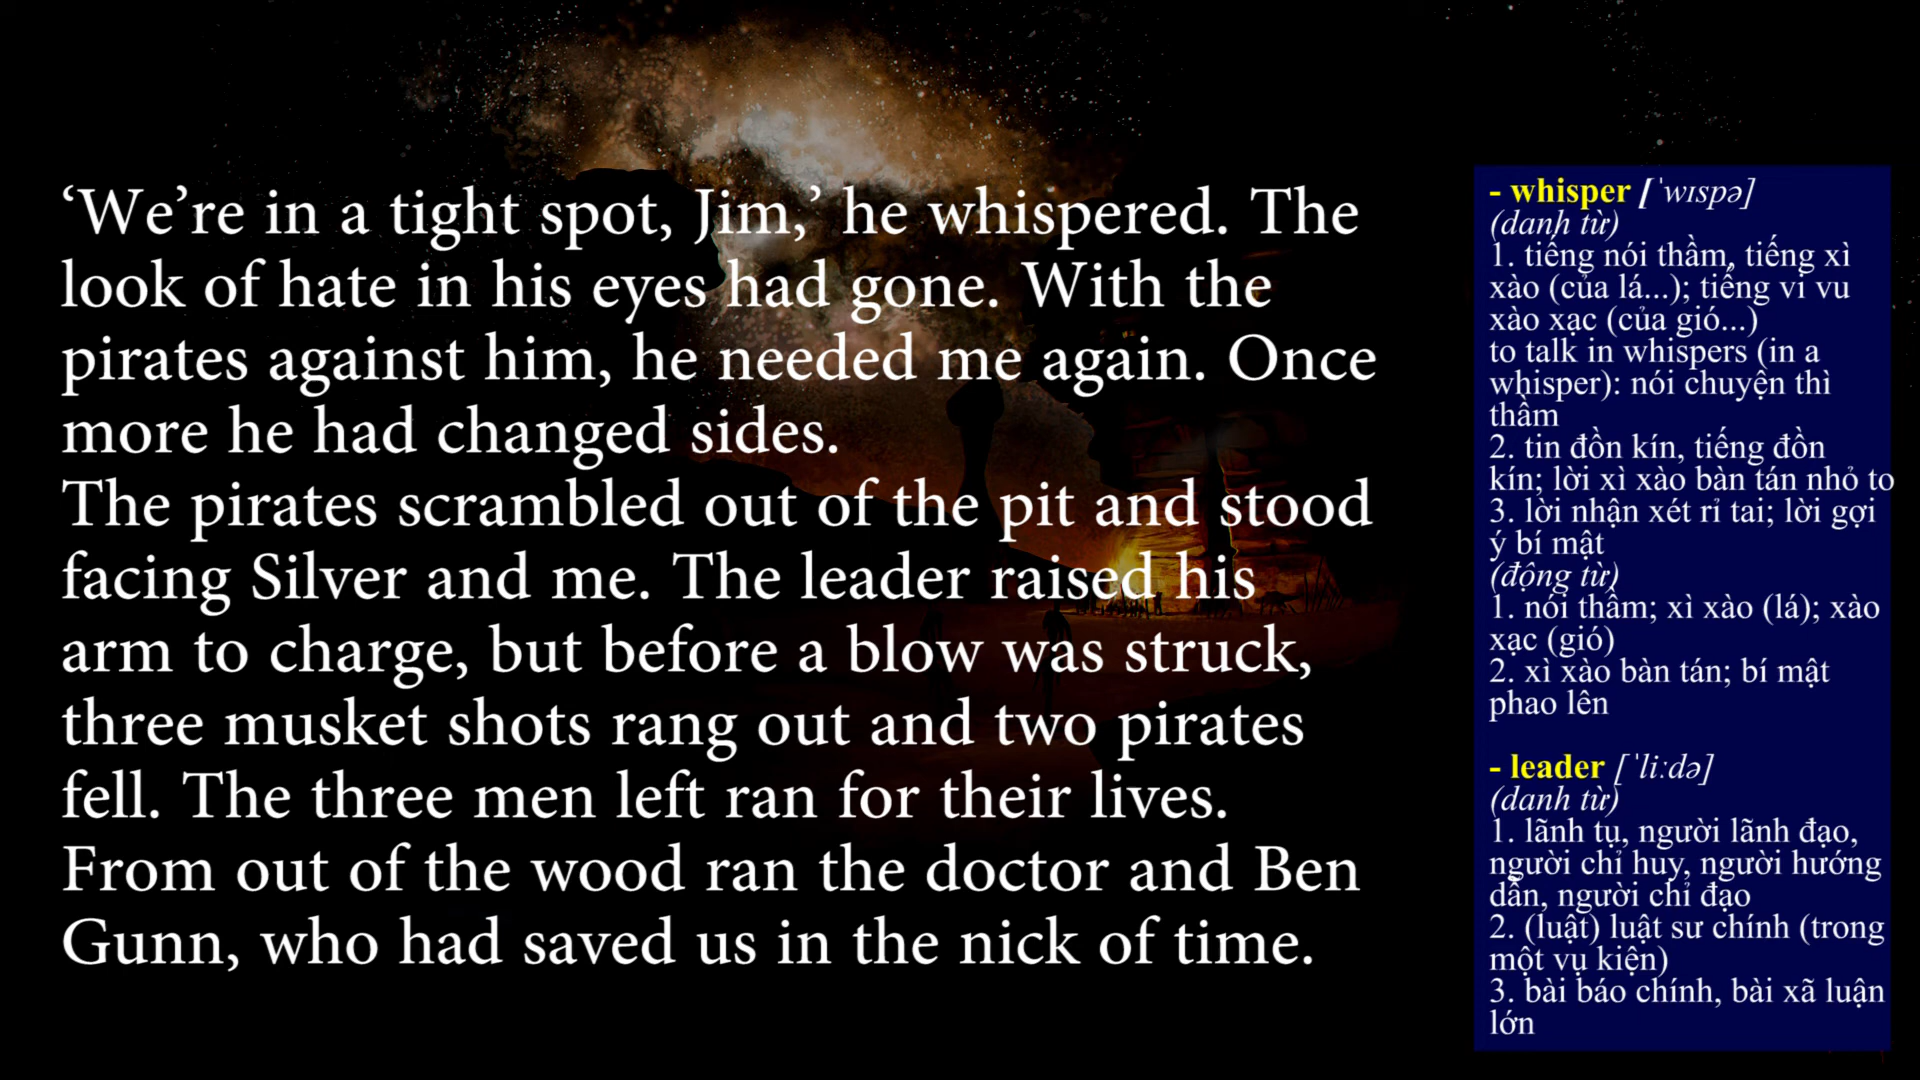 ‘We’re in a tight spot, Jim,’ he whispered. The
look of hate in his eyes had gone. With the
pirates against him, he needed me again. Once
more he had changed sides.
The pirates scrambled out of the pit and stood
facing Silver and me. The leader raised his
arm to charge, but before a blow was struck,
three musket shots rang out and two pirates
fell. The three men left ran for their lives.
From out of the wood ran the doctor and Ben
Gunn, who had saved us in the nick of time.
- whisper [ˈwɪspə]
(danh từ)
1. tiếng nói thầm, tiếng xì
xào (của lá...); tiếng vi vu
xào xạc (của gió...)
to talk in whispers (in a
whisper): nói chuyện thì
thầm
2. tin đồn kín, tiếng đồn
kín; lời xì xào bàn tán nhỏ to
3. lời nhận xét rỉ tai; lời gợi
ý bí mật
(động từ)
1. nói thầm; xì xào (lá); xào
xạc (gió)
2. xì xào bàn tán; bí mật
phao lên
- leader [ˈliːdə]
(danh từ)
1. lãnh tụ, người lãnh đạo,
người chỉ huy, người hướng
dẫn, người chỉ đạo
2. (luật) luật sư chính (trong
một vụ kiện)
3. bài báo chính, bài xã luận
lớn